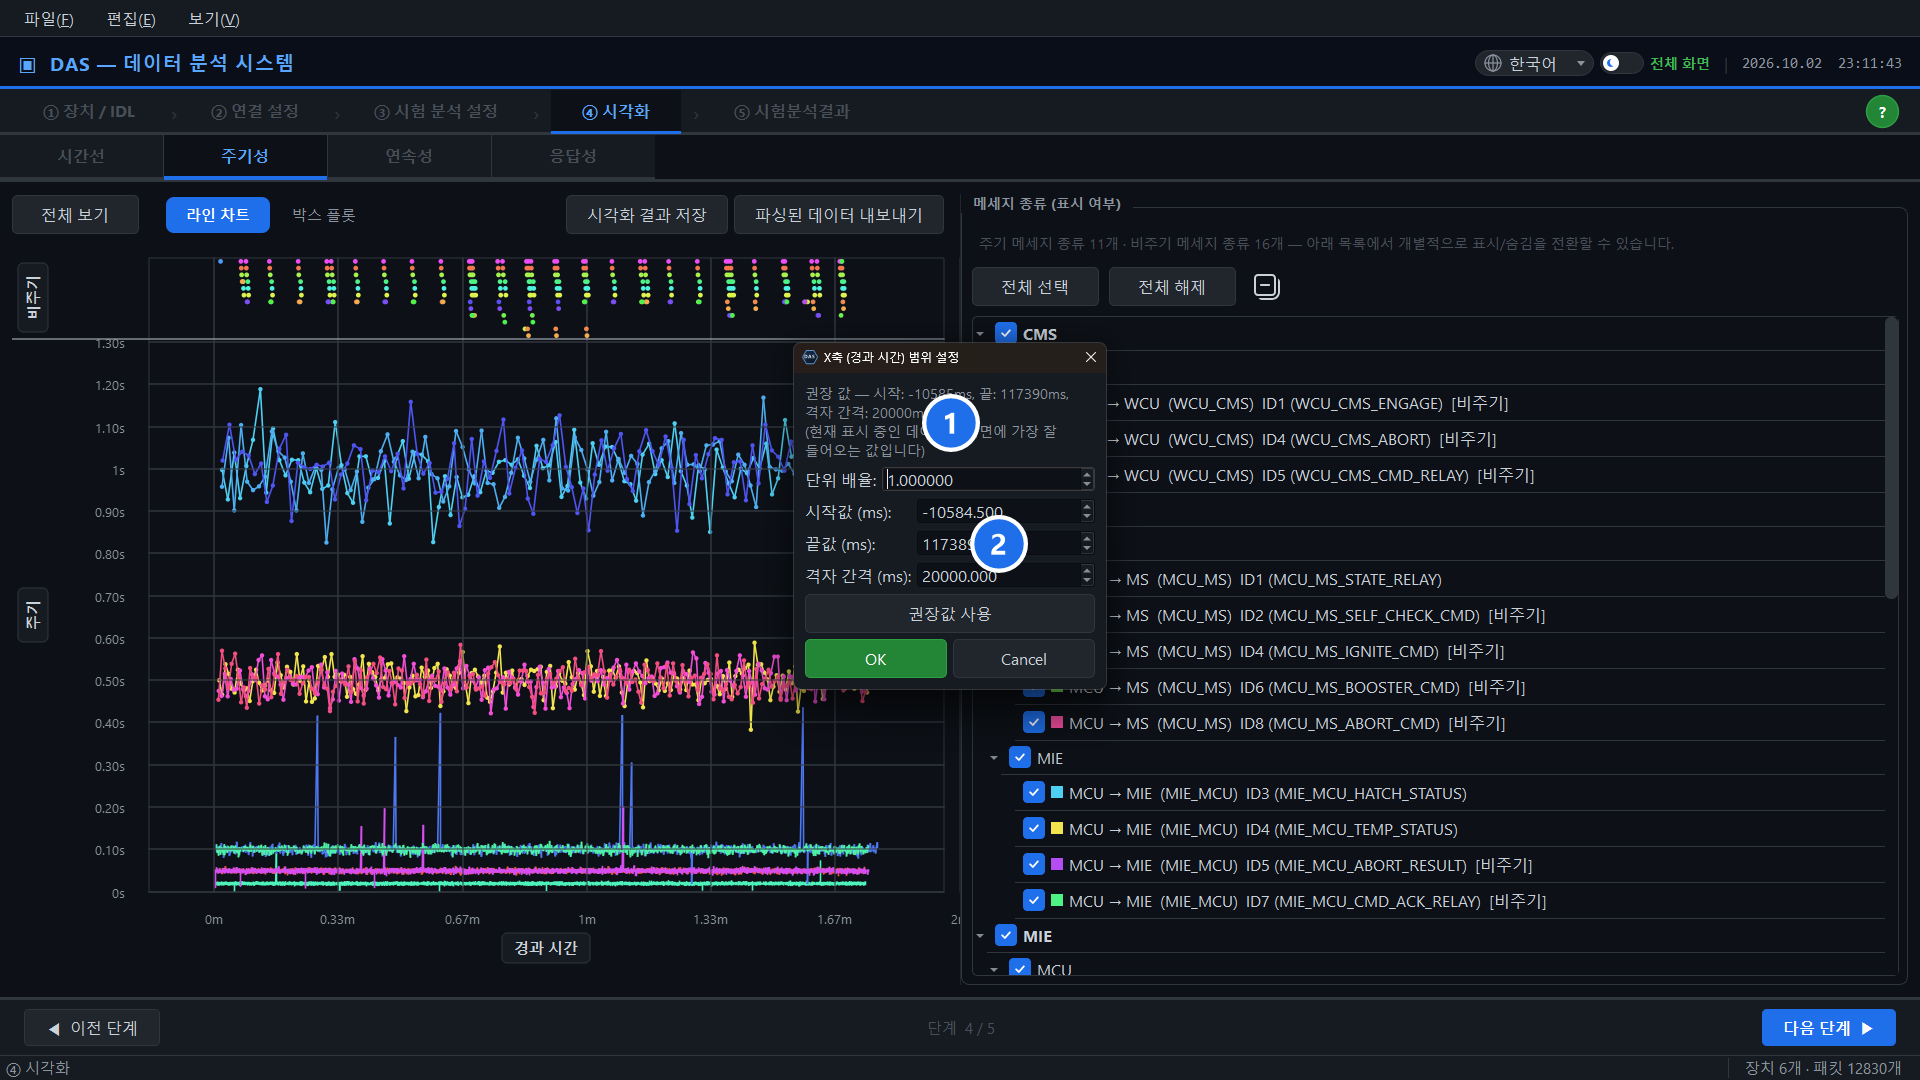 파일(F) 편집(E) 보기(V)
DAS — 데이터 분석 시스템
한국어 전체 화면 2026.10.02 23:11:43
① 장치 / IDL › ② 연결 설정 › ③ 시험 분석 설정 › ④ 시각화 › ⑤ 시험분석결과 ?
시간선 주기성 연속성 응답성
전체 보기 라인 차트 박스 플롯 시각화 결과 저장 파싱된 데이터 내보내기
메세지 종류 (표시 여부)
주기 메세지 종류 11개 · 비주기 메세지 종류 16개 — 아래 목록에서 개별적으로 표시/숨김을 전환할 수 있습니다.
전체 선택 전체 해제
비주기
주기
1.30s
1.20s
1.10s
1s
0.90s
0.80s
0.70s
0.60s
0.50s
0.40s
0.30s
0.20s
0.10s
0s
0m 0.33m 0.67m 1m 1.33m 1.67m
경과 시간
X축 (경과 시간) 범위 설정
권장 값 — 시작: -10585ms, 끝: 117390ms,
격자 간격: 20000m
(현재 표시 중인 면에 가장 잘
들어오는 값입니다)
1
단위 배율: 1.000000
시작값 (ms): -10584.500
끝값 (ms): 11738
2
격자 간격 (ms): 20000.000
권장값 사용
OK Cancel
CMS
→ WCU (WCU_CMS) ID1 (WCU_CMS_ENGAGE) [비주기]
→ WCU (WCU_CMS) ID4 (WCU_CMS_ABORT) [비주기]
→ WCU (WCU_CMS) ID5 (WCU_CMS_CMD_RELAY) [비주기]
→ MS (MCU_MS) ID1 (MCU_MS_STATE_RELAY)
→ MS (MCU_MS) ID2 (MCU_MS_SELF_CHECK_CMD) [비주기]
→ MS (MCU_MS) ID4 (MCU_MS_IGNITE_CMD) [비주기]
MCU → MS (MCU_MS) ID6 (MCU_MS_BOOSTER_CMD) [비주기]
MCU → MS (MCU_MS) ID8 (MCU_MS_ABORT_CMD) [비주기]
MIE
MCU → MIE (MIE_MCU) ID3 (MIE_MCU_HATCH_STATUS)
MCU → MIE (MIE_MCU) ID4 (MIE_MCU_TEMP_STATUS)
MCU → MIE (MIE_MCU) ID5 (MIE_MCU_ABORT_RESULT) [비주기]
MCU → MIE (MIE_MCU) ID7 (MIE_MCU_CMD_ACK_RELAY) [비주기]
MIE
MCU
◀ 이전 단계 단계 4 / 5 다음 단계 ▶
④ 시각화 장치 6개 · 패킷 12830개